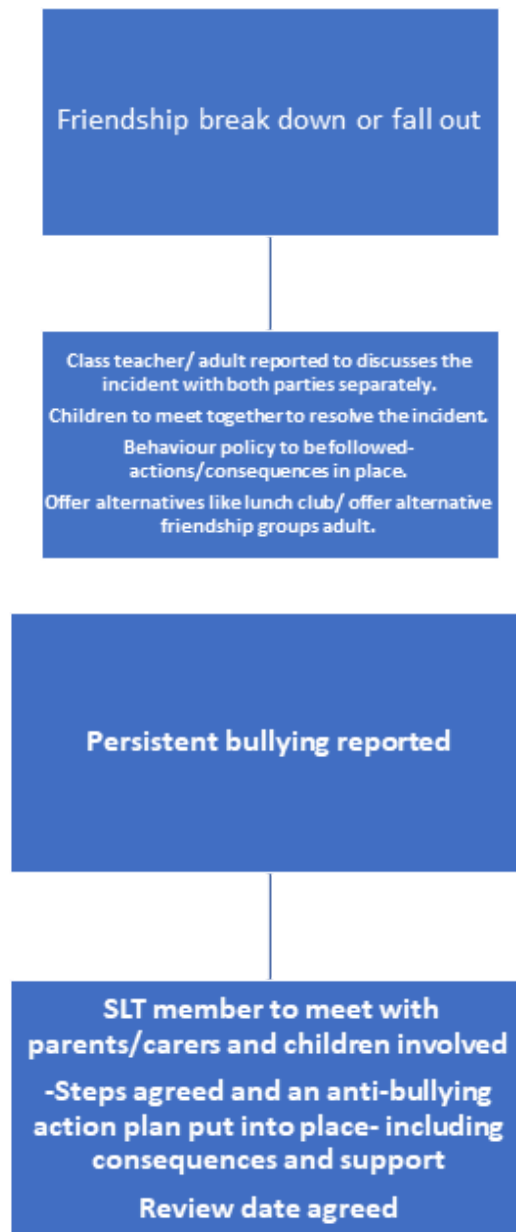 Friendship break down or fall out
Class teacher/ adult reported to discusses the
incident with both parties separately.
Children to meet together to resolve the incident.
Behaviour policy to be followed-
actions/consequences in place.
Offer alternatives like lunch club/ offer alternative
friendship groups adult.
Persistent bullying reported
SLT member to meet with
parents/carers and children involved
-Steps agreed and an anti-bullying
action plan put into place- including
consequences and support
Review date agreed